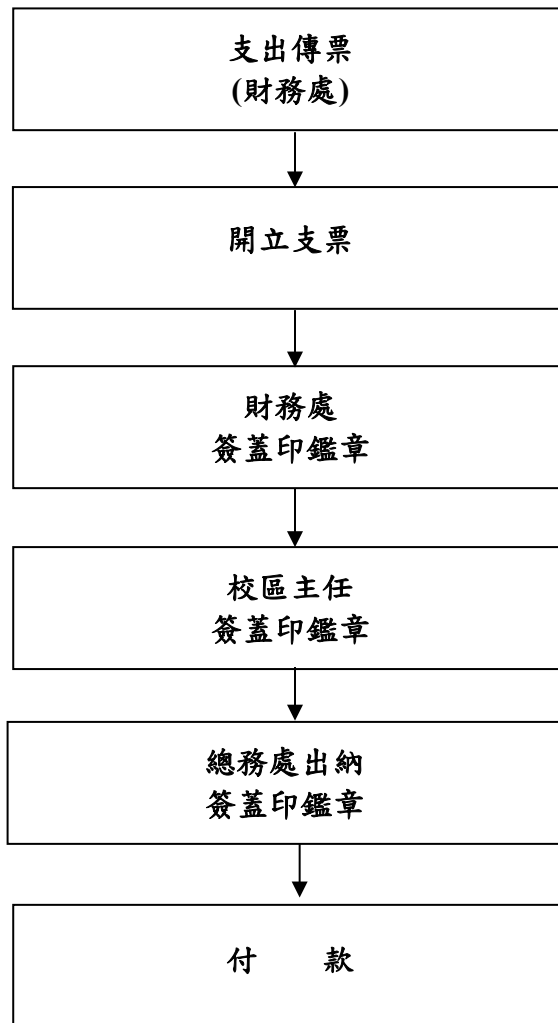 支出傳票
(財務處)
開立支票
財務處
簽蓋印鑑章
校區主任
簽蓋印鑑章
總務處出納
簽蓋印鑑章
付 款